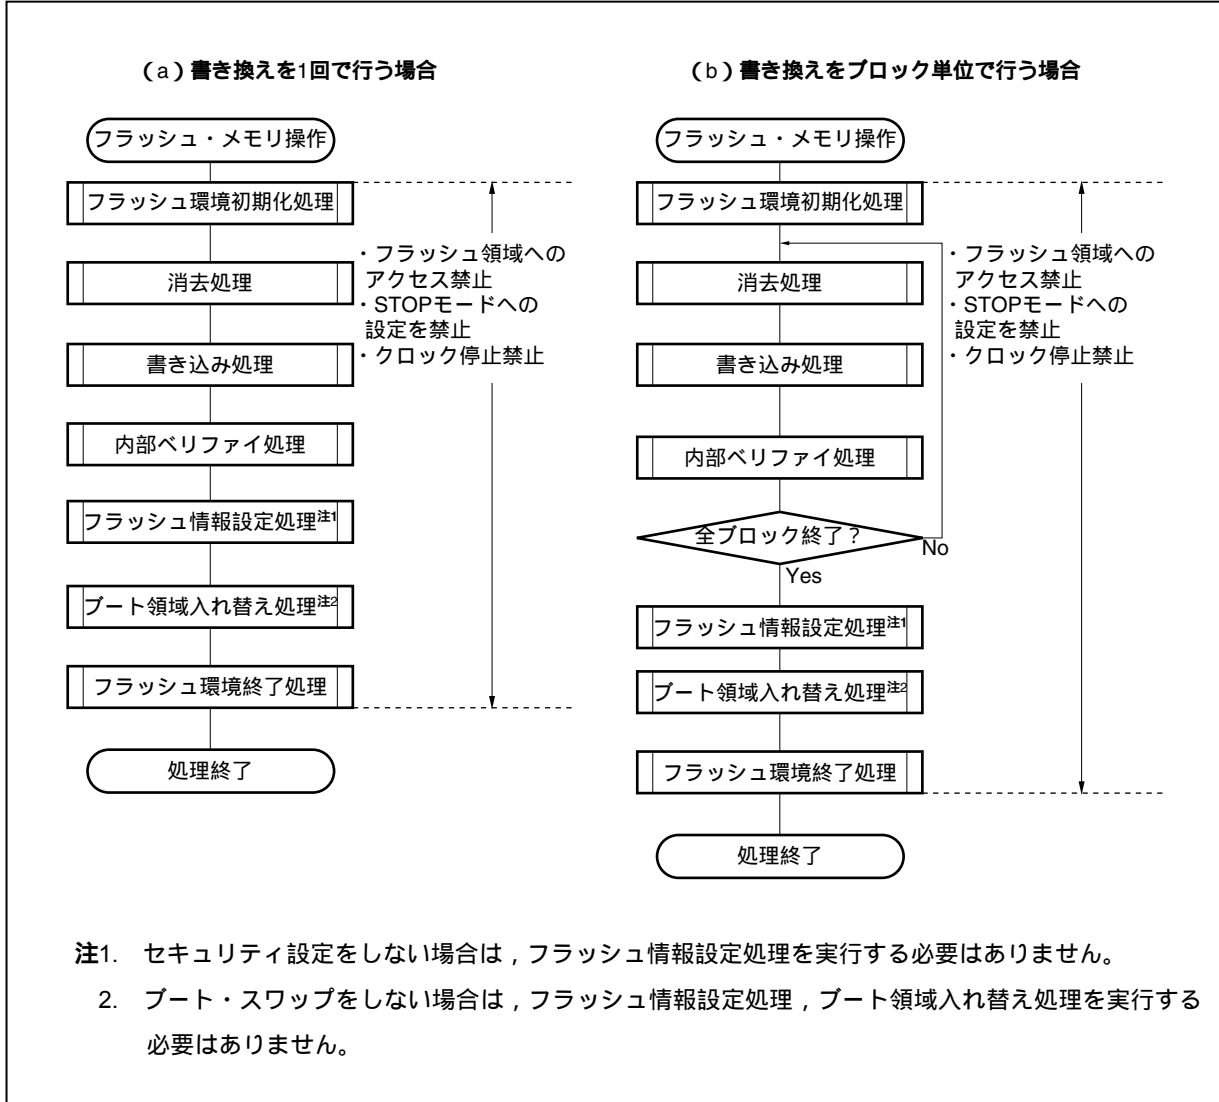 (a)書き換えを1回で行う場合
フラッシュ・メモリ操作
フラッシュ環境初期化処理
消去処理
書き込み処理
内部ベリファイ処理
フラッシュ情報設定処理注1
ブート領域入れ替え処理注2
フラッシュ環境終了処理
処理終了
・フラッシュ領域への
アクセス禁止
・STOPモードへの
設定を禁止
・クロック停止禁止
(b)書き換えをブロック単位で行う場合
フラッシュ・メモリ操作
フラッシュ環境初期化処理
消去処理
書き込み処理
内部ベリファイ処理
全ブロック終了?
No
Yes
フラッシュ情報設定処理注1
ブート領域入れ替え処理注2
フラッシュ環境終了処理
処理終了
・フラッシュ領域への
アクセス禁止
・STOPモードへの
設定を禁止
・クロック停止禁止
注1. セキュリティ設定をしない場合は,フラッシュ情報設定処理を実行する必要はありません。
2. ブート・スワップをしない場合は,フラッシュ情報設定処理,ブート領域入れ替え処理を実行する
必要はありません。